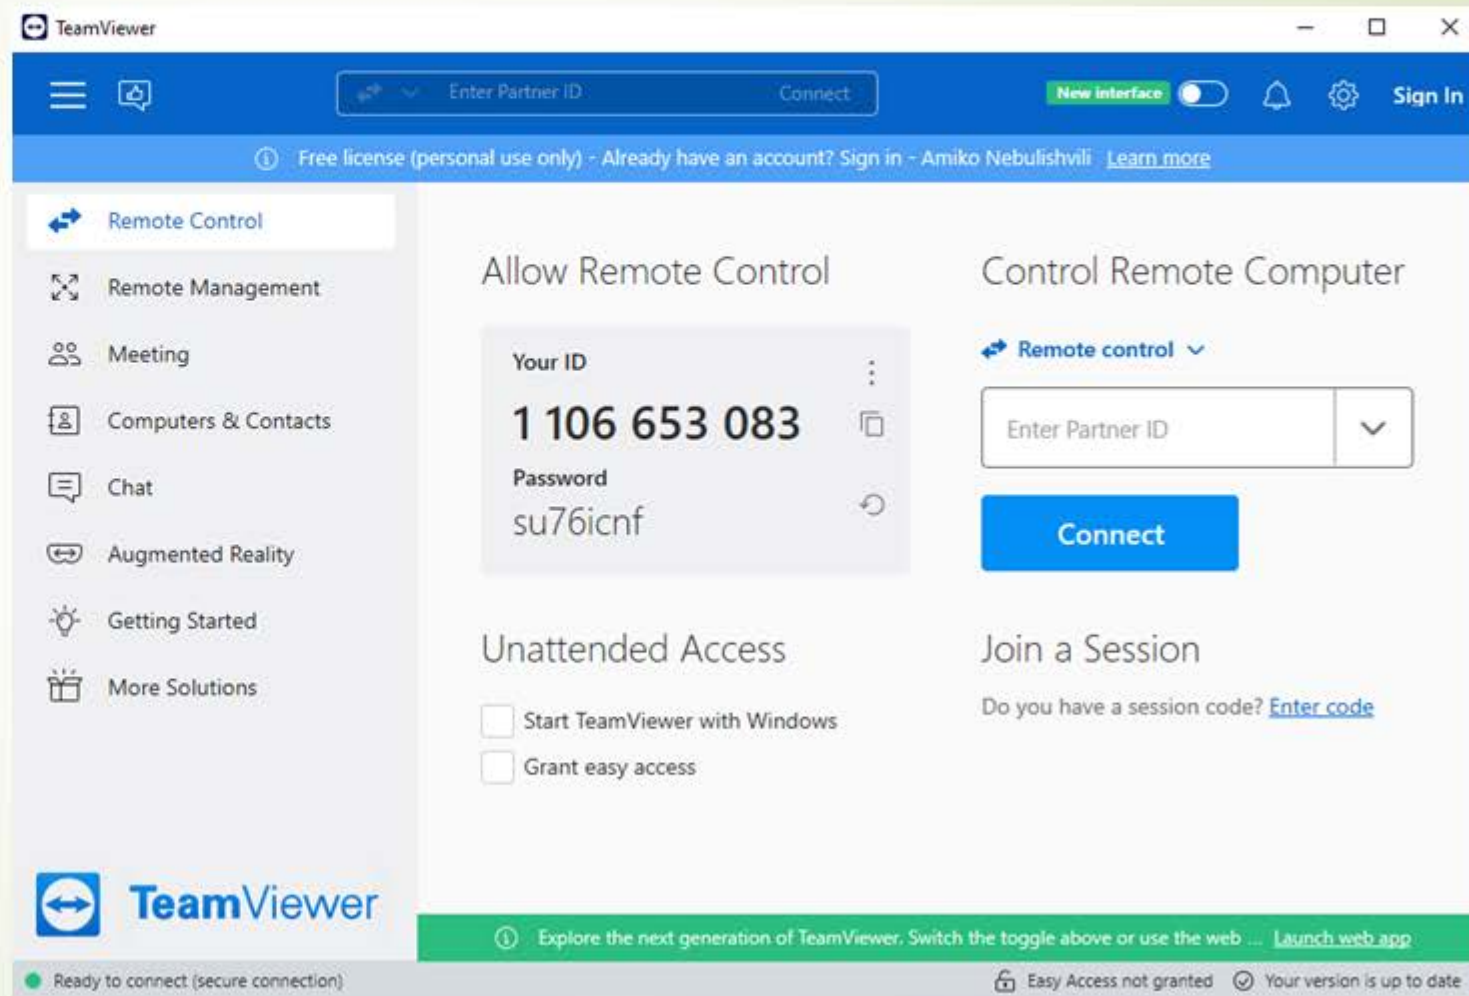 TeamViewer
Enter Partner ID Connect New interface Sign In
Free license (personal use only) - Already have an account? Sign in - Amiko Nebulishvili Learn more
Remote Control
Remote Management
Meeting
Computers & Contacts
Chat
Augmented Reality
Getting Started
More Solutions
TeamViewer
Allow Remote Control
Your ID
1 106 653 083
Password
su76icnf
Unattended Access
Start TeamViewer with Windows
Grant easy access
Control Remote Computer
Remote control
Enter Partner ID
Connect
Join a Session
Do you have a session code? Enter code
Explore the next generation of TeamViewer. Switch the toggle above or use the web ... Launch web app
Ready to connect (secure connection) Easy Access not granted Your version is up to date